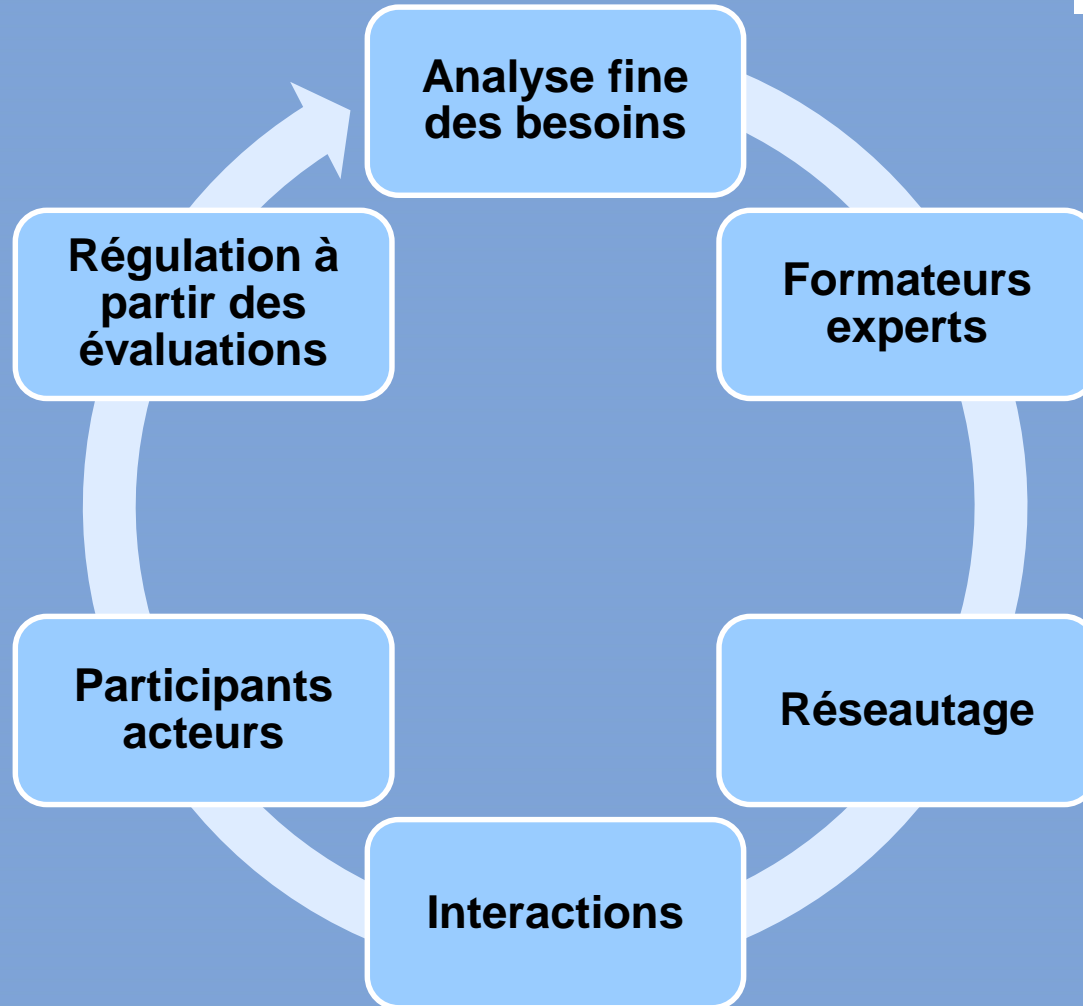 Analyse fine
des besoins
Formateurs
experts
Réseautage
Interactions
Participants
acteurs
Régulation à
partir des
évaluations